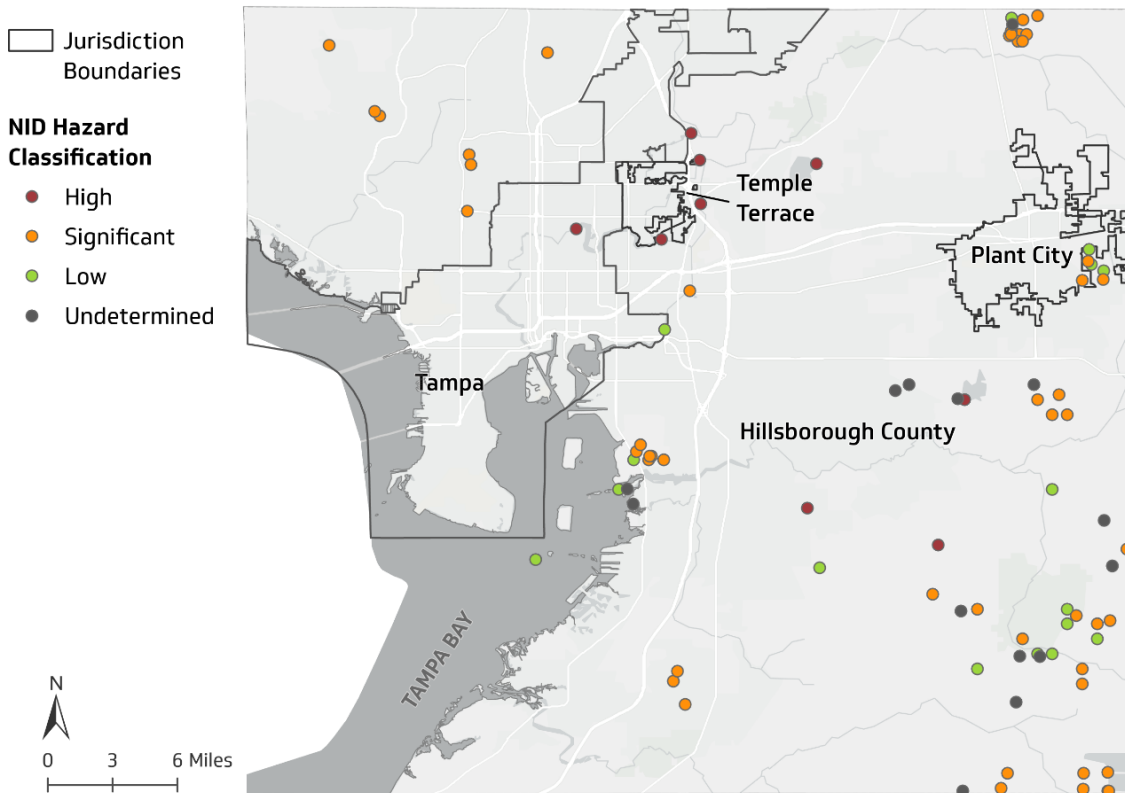 Jurisdiction
Boundaries
NID Hazard
Classification
High
Significant
Low
Undetermined
Temple
Terrace
Plant City
Tampa
Hillsborough County
TAMPA BAY
N
0 3 6 Miles